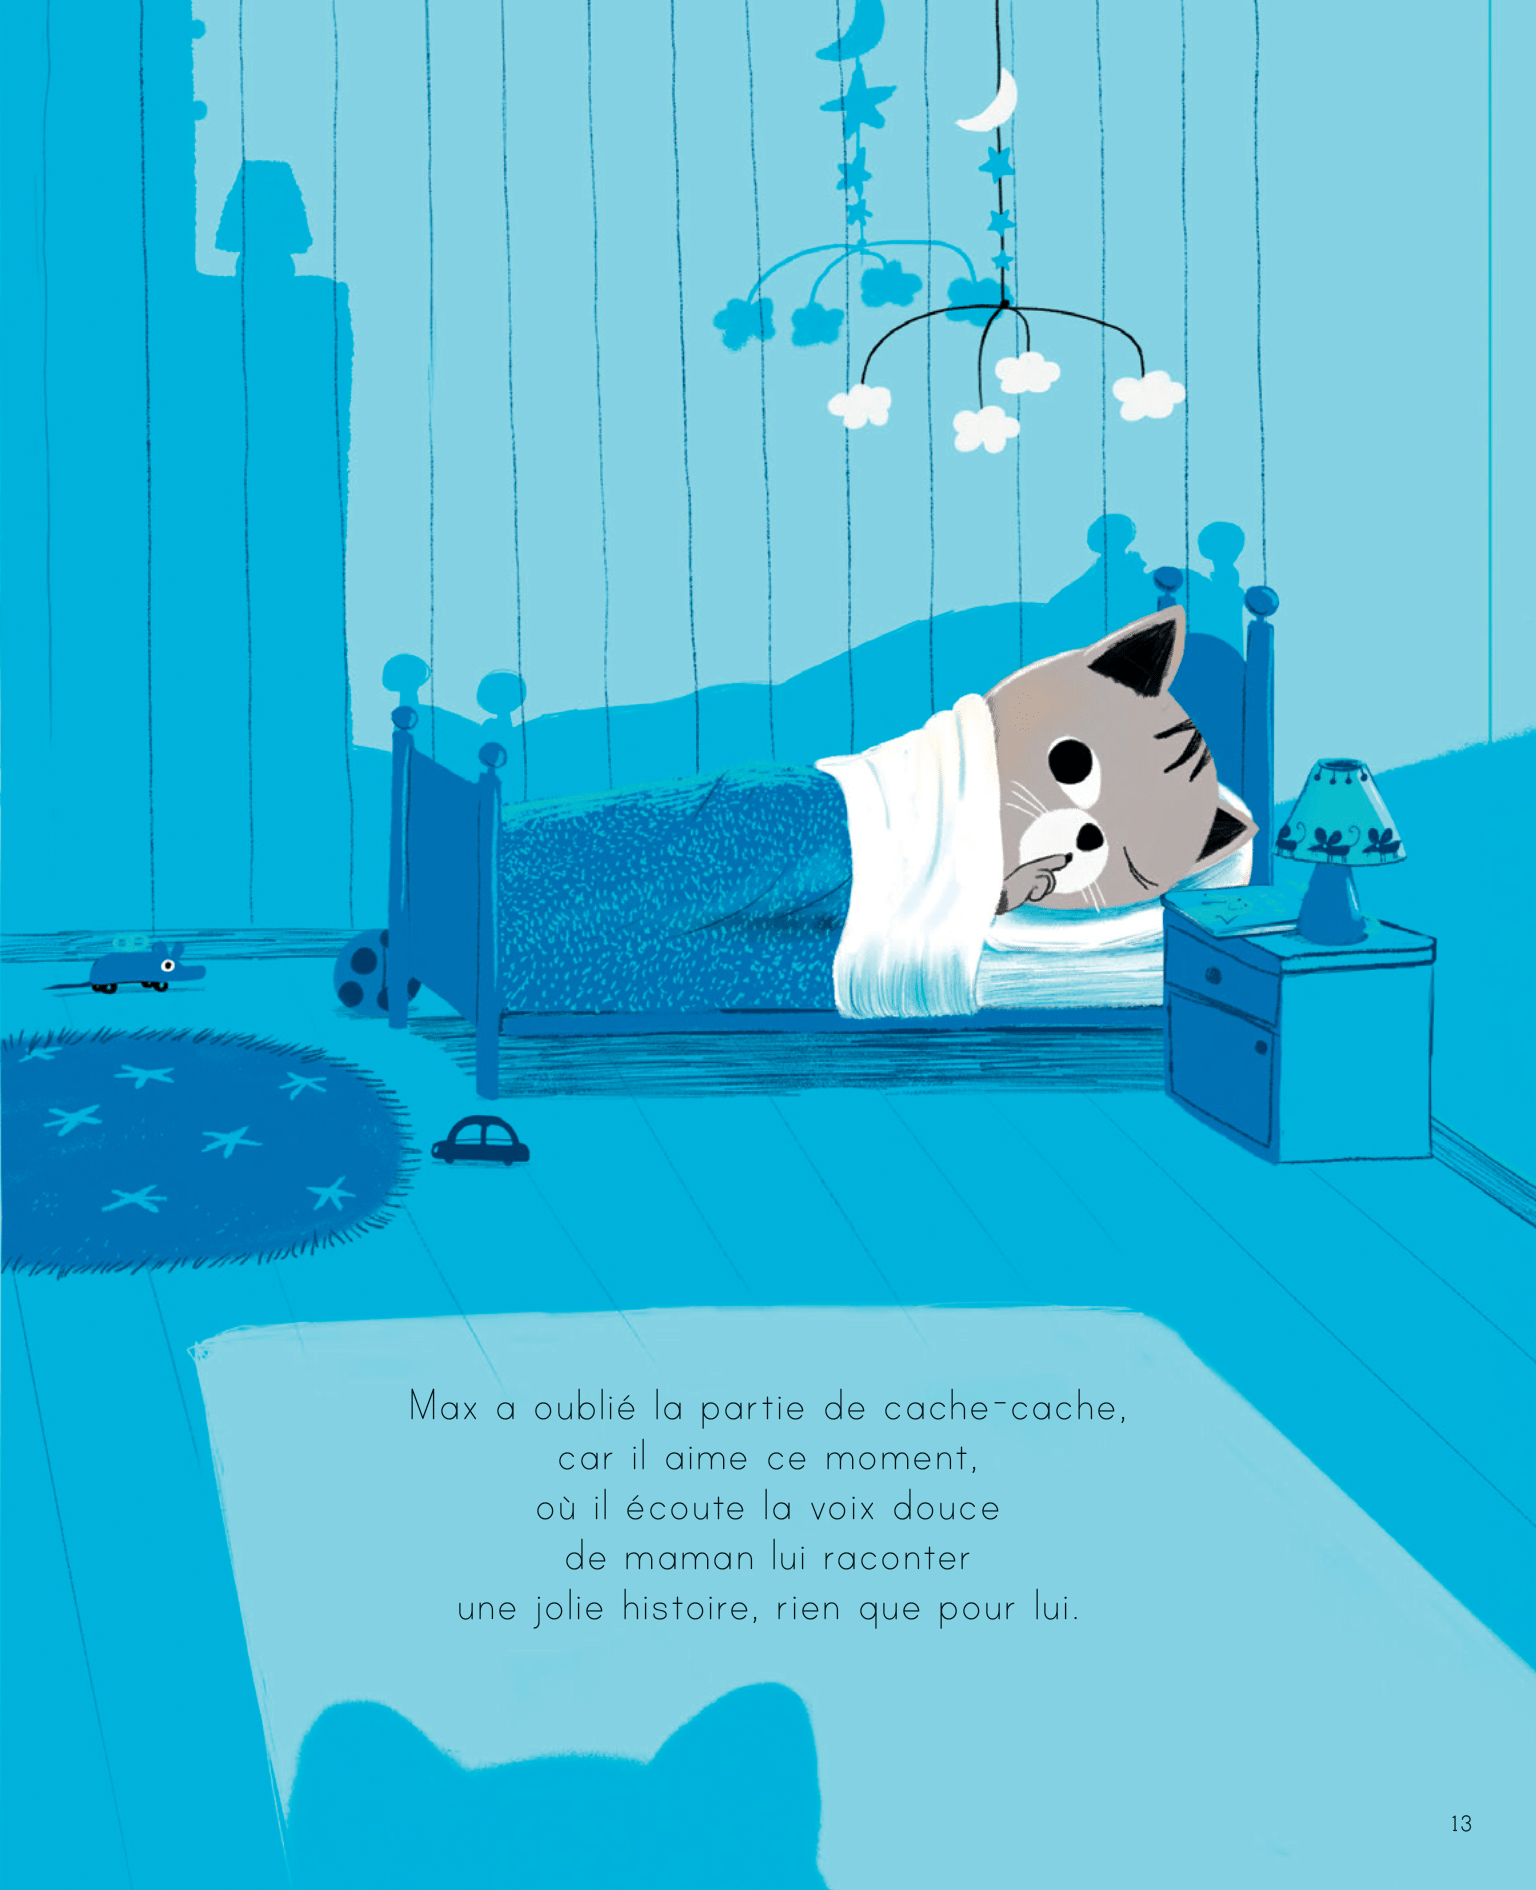 Max a oublié la partie de cache-cache,
car il aime ce moment,
où il écoute la voix douce
de maman lui raconter
une jolie histoire, rien que pour lui.
13